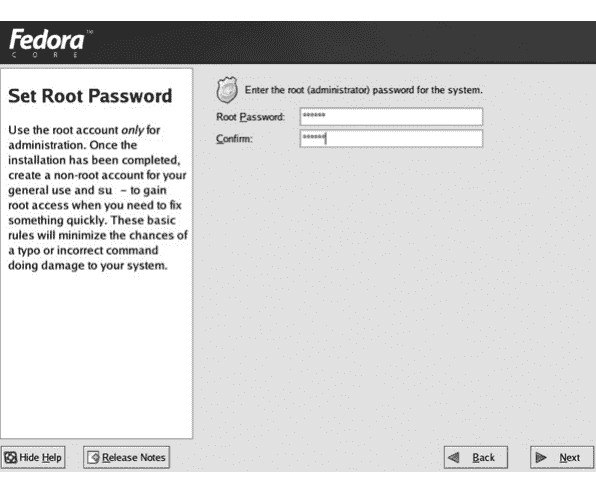 Fedora™
CORE
Set Root Password
Use the root account only for
administration. Once the
installation has been completed,
create a non-root account for your
general use and su - to gain
root access when you need to fix
something quickly. These basic
rules will minimize the chances of
a typo or incorrect command
doing damage to your system.
Enter the root (administrator) password for the system.
Root Password: ******
Confirm: ******
Hide Help
Release Notes
Back
Next